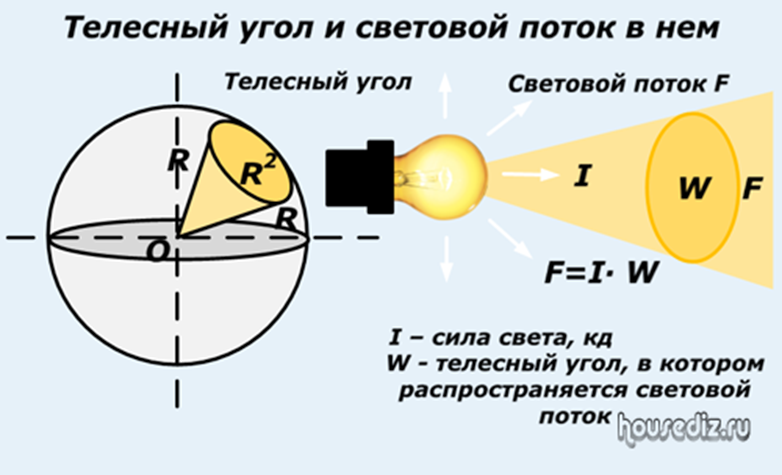 Телесный угол и световой поток в нем
Телесный угол
Световой поток F
R
R²
R
O
I
W
F
F=I· W
I – сила света, кд
W - телесный угол, в котором
распространяется световой
поток
housediz.ru